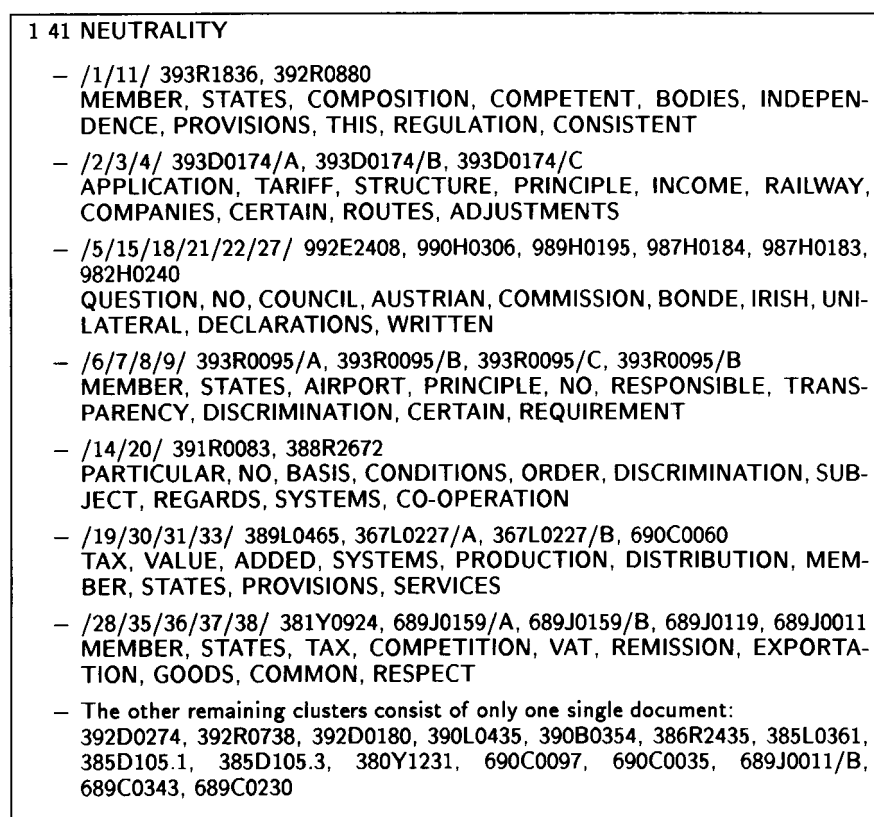 1 41 NEUTRALITY
– /1/11/ 393R1836, 392R0880
MEMBER, STATES, COMPOSITION, COMPETENT, BODIES, INDEPEN-
DENCE, PROVISIONS, THIS, REGULATION, CONSISTENT
– /2/3/4/ 393D0174/A, 393D0174/B, 393D0174/C
APPLICATION, TARIFF, STRUCTURE, PRINCIPLE, INCOME, RAILWAY,
COMPANIES, CERTAIN, ROUTES, ADJUSTMENTS
– /5/15/18/21/22/27/ 992E2408, 990H0306, 989H0195, 987H0184, 987H0183,
982H0240
QUESTION, NO, COUNCIL, AUSTRIAN, COMMISSION, BONDE, IRISH, UNI-
LATERAL, DECLARATIONS, WRITTEN
– /6/7/8/9/ 393R0095/A, 393R0095/B, 393R0095/C, 393R0095/B
MEMBER, STATES, AIRPORT, PRINCIPLE, NO, RESPONSIBLE, TRANS-
PARENCY, DISCRIMINATION, CERTAIN, REQUIREMENT
– /14/20/ 391R0083, 388R2672
PARTICULAR, NO, BASIS, CONDITIONS, ORDER, DISCRIMINATION, SUB-
JECT, REGARDS, SYSTEMS, CO-OPERATION
– /19/30/31/33/ 389L0465, 367L0227/A, 367L0227/B, 690C0060
TAX, VALUE, ADDED, SYSTEMS, PRODUCTION, DISTRIBUTION, MEM-
BER, STATES, PROVISIONS, SERVICES
– /28/35/36/37/38/ 381Y0924, 689J0159/A, 689J0159/B, 689J0119, 689J0011
MEMBER, STATES, TAX, COMPETITION, VAT, REMISSION, EXPORTA-
TION, GOODS, COMMON, RESPECT
– The other remaining clusters consist of only one single document:
392D0274, 392R0738, 392D0180, 390L0435, 390B0354, 386R2435, 385L0361,
385D105.1, 385D105.3, 380Y1231, 690C0097, 690C0035, 689J0011/B,
689C0343, 689C0230